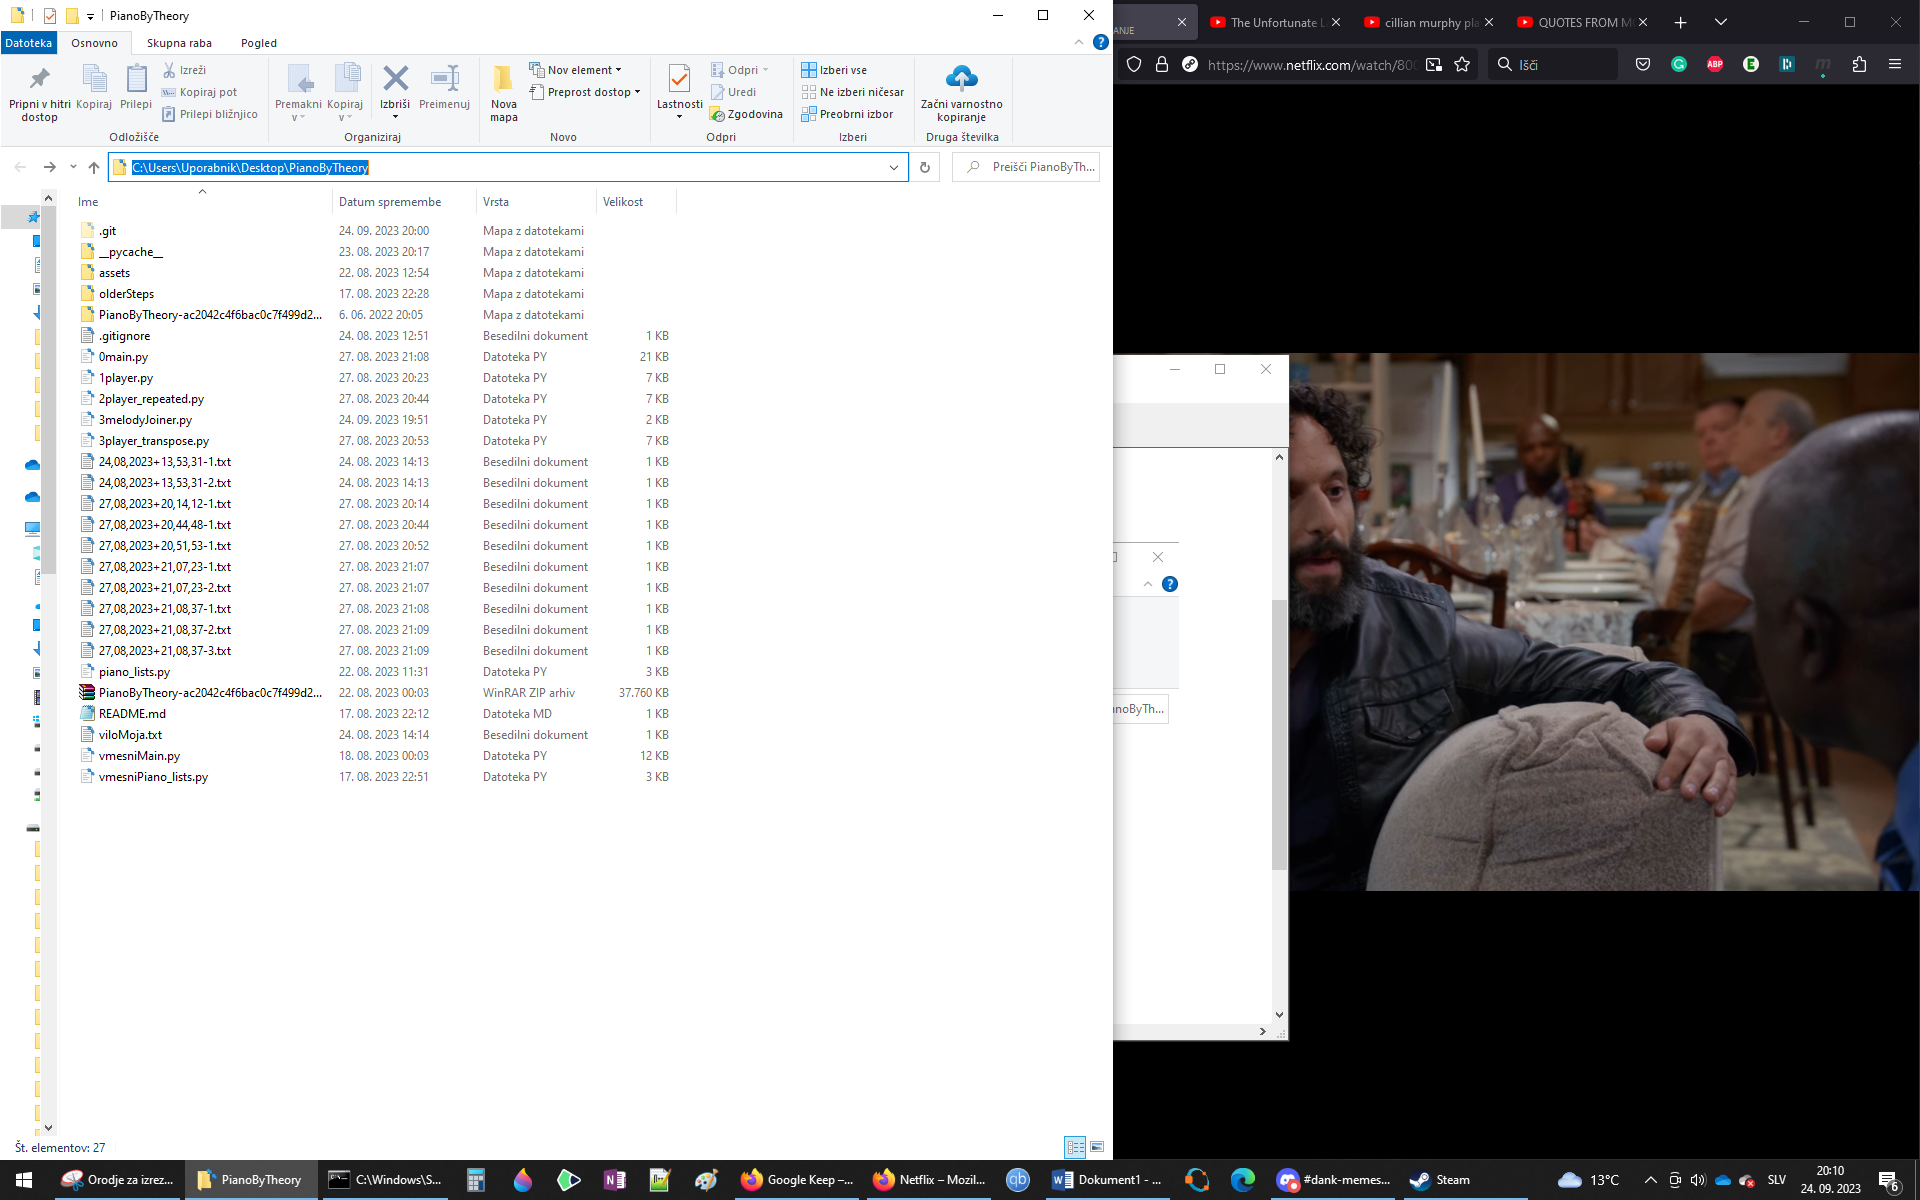 PianoByTheory
Datoteka Osnovno Skupna raba Pogled
Pripni v hitri dostop
Kopiraj
Prilepi
Izreži
Kopiraj pot
Prilepi bližnjico
Odložišče
Premakni v
Kopiraj v
Izbriši
Preimenuj
Organiziraj
Nova mapa
Nov element
Preprost dostop
Novo
Lastnosti
Odpri
Uredi
Zgodovina
Odpri
Izberi vse
Ne izberi ničesar
Preobrni izbor
Izberi
Začni varnostno kopiranje
Druga številka
C:\Users\Uporabnik\Desktop\PianoByTheory
Preišči PianoByTh...
Ime Datum spremembe Vrsta Velikost
.git 24. 09. 2023 20:00 Mapa z datotekami
__pycache__ 23. 08. 2023 20:17 Mapa z datotekami
assets 22. 08. 2023 12:54 Mapa z datotekami
olderSteps 17. 08. 2023 22:28 Mapa z datotekami
PianoByTheory-ac2042c4f6bac0c7f499d2... 6. 06. 2022 20:05 Mapa z datotekami
.gitignore 24. 08. 2023 12:51 Besedilni dokument 1 KB
0main.py 27. 08. 2023 21:08 Datoteka PY 21 KB
1player.py 27. 08. 2023 20:23 Datoteka PY 7 KB
2player_repeated.py 27. 08. 2023 20:44 Datoteka PY 7 KB
3melodyJoiner.py 24. 09. 2023 19:51 Datoteka PY 2 KB
3player_transpose.py 27. 08. 2023 20:53 Datoteka PY 7 KB
24,08,2023+13,53,31-1.txt 24. 08. 2023 14:13 Besedilni dokument 1 KB
24,08,2023+13,53,31-2.txt 24. 08. 2023 14:13 Besedilni dokument 1 KB
27,08,2023+20,14,12-1.txt 27. 08. 2023 20:14 Besedilni dokument 1 KB
27,08,2023+20,44,48-1.txt 27. 08. 2023 20:44 Besedilni dokument 1 KB
27,08,2023+20,51,53-1.txt 27. 08. 2023 20:52 Besedilni dokument 1 KB
27,08,2023+21,07,23-1.txt 27. 08. 2023 21:07 Besedilni dokument 1 KB
27,08,2023+21,07,23-2.txt 27. 08. 2023 21:07 Besedilni dokument 1 KB
27,08,2023+21,08,37-1.txt 27. 08. 2023 21:08 Besedilni dokument 1 KB
27,08,2023+21,08,37-2.txt 27. 08. 2023 21:09 Besedilni dokument 1 KB
27,08,2023+21,08,37-3.txt 27. 08. 2023 21:09 Besedilni dokument 1 KB
piano_lists.py 22. 08. 2023 11:31 Datoteka PY 3 KB
PianoByTheory-ac2042c4f6bac0c7f499d2... 22. 08. 2023 00:03 WinRAR ZIP arhiv 37.760 KB
README.md 17. 08. 2023 22:12 Datoteka MD 1 KB
viloMoja.txt 24. 08. 2023 14:14 Besedilni dokument 1 KB
vmesniMain.py 18. 08. 2023 00:03 Datoteka PY 12 KB
vmesniPiano_lists.py 17. 08. 2023 22:51 Datoteka PY 3 KB
Št. elementov: 27
ANJE
The Unfortunate L
cillian murphy pla
QUOTES FROM M
https://www.netflix.com/watch/800
Išči
ABP
anoByTh...
Orodje za izrez...
PianoByTheory
C:\Windows\S...
Google Keep –...
Netflix – Mozil...
qb
Dokument1 - ...
#dank-memes...
Steam
13°C
SLV
20:10
24. 09. 2023
6